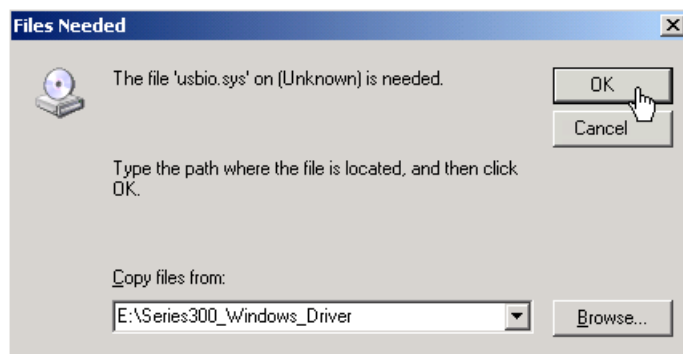 Files Needed
The file 'usbio.sys' on (Unknown) is needed.
OK
Cancel
Type the path where the file is located, and then click
OK.
Copy files from:
E:\Series300_Windows_Driver
Browse...